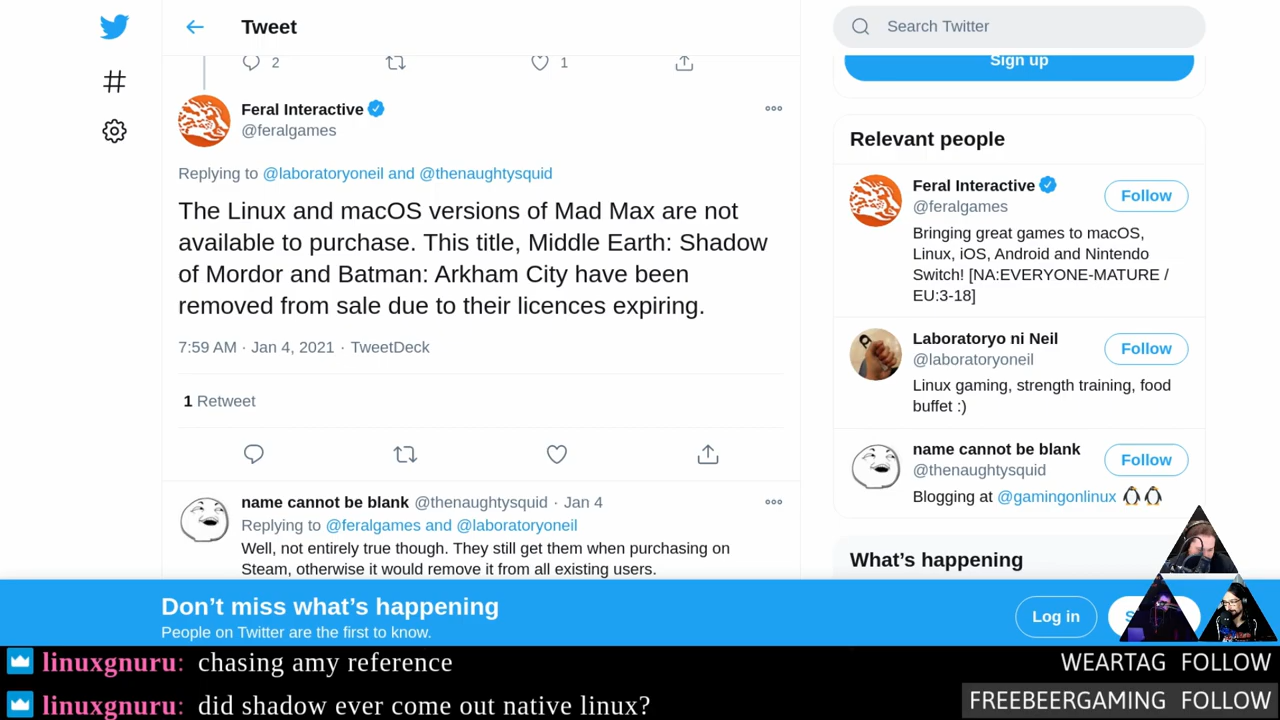 Tweet
Search Twitter
2
1
Sign up
Feral Interactive
@feralgames
Replying to @laboratoryoneil and @thenaughtysquid
The Linux and macOS versions of Mad Max are not
available to purchase. This title, Middle Earth: Shadow
of Mordor and Batman: Arkham City have been
removed from sale due to their licences expiring.
7:59 AM · Jan 4, 2021 · TweetDeck
1 Retweet
name cannot be blank @thenaughtysquid · Jan 4
Replying to @feralgames and @laboratoryoneil
Well, not entirely true though. They still get them when purchasing on
Steam, otherwise it would remove it from all existing users.
Relevant people
Feral Interactive
@feralgames
Follow
Bringing great games to macOS,
Linux, iOS, Android and Nintendo
Switch! [NA:EVERYONE-MATURE /
EU:3-18]
Laboratoryo ni Neil
@laboratoryoneil
Follow
Linux gaming, strength training, food
buffet :)
name cannot be blank
@thenaughtysquid
Follow
Blogging at @gamingonlinux 🐧🐧
What's happening
Don't miss what's happening
People on Twitter are the first to know.
Log in
linuxgnuru: chasing amy reference
linuxgnuru: did shadow ever come out native linux?
WEARTAG FOLLOW
FREEBEERGAMING FOLLOW